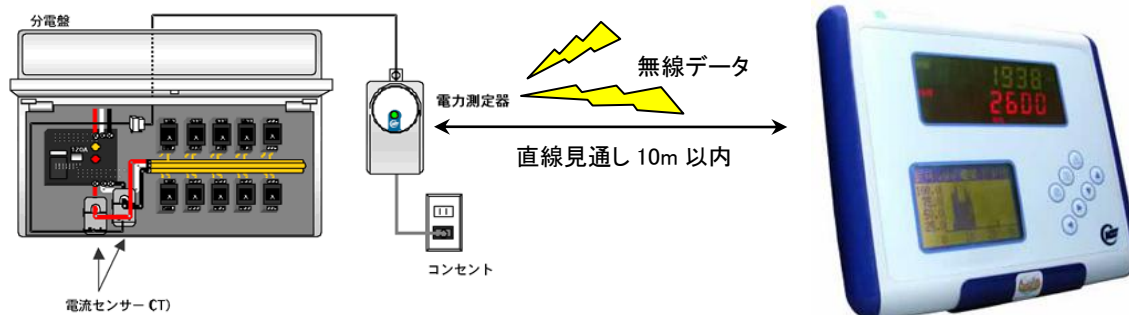 分電盤
120A
電力測定器
無線データ
直線見通し 10m 以内
コンセント
電流センサー CT)
1938
2600